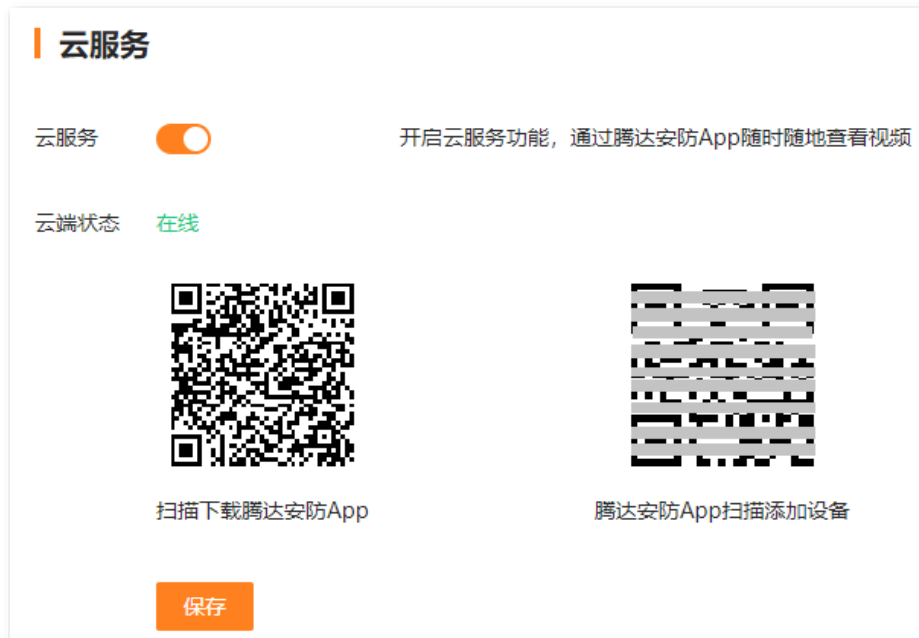 云服务
云服务 开启云服务功能，通过腾达安防App随时随地查看视频
云端状态 在线
扫描下载腾达安防App 腾达安防App扫描添加设备
保存